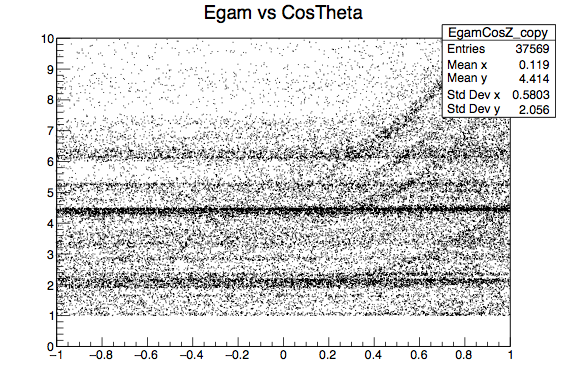 Egam vs CosTheta
EgamCosZ_copy
Entries 37569
Mean x 0.119
Mean y 4.414
Std Dev x 0.5803
Std Dev y 2.056
10
9
8
7
6
5
4
3
2
1
0
−1 −0.8 −0.6 −0.4 −0.2 0 0.2 0.4 0.6 0.8 1